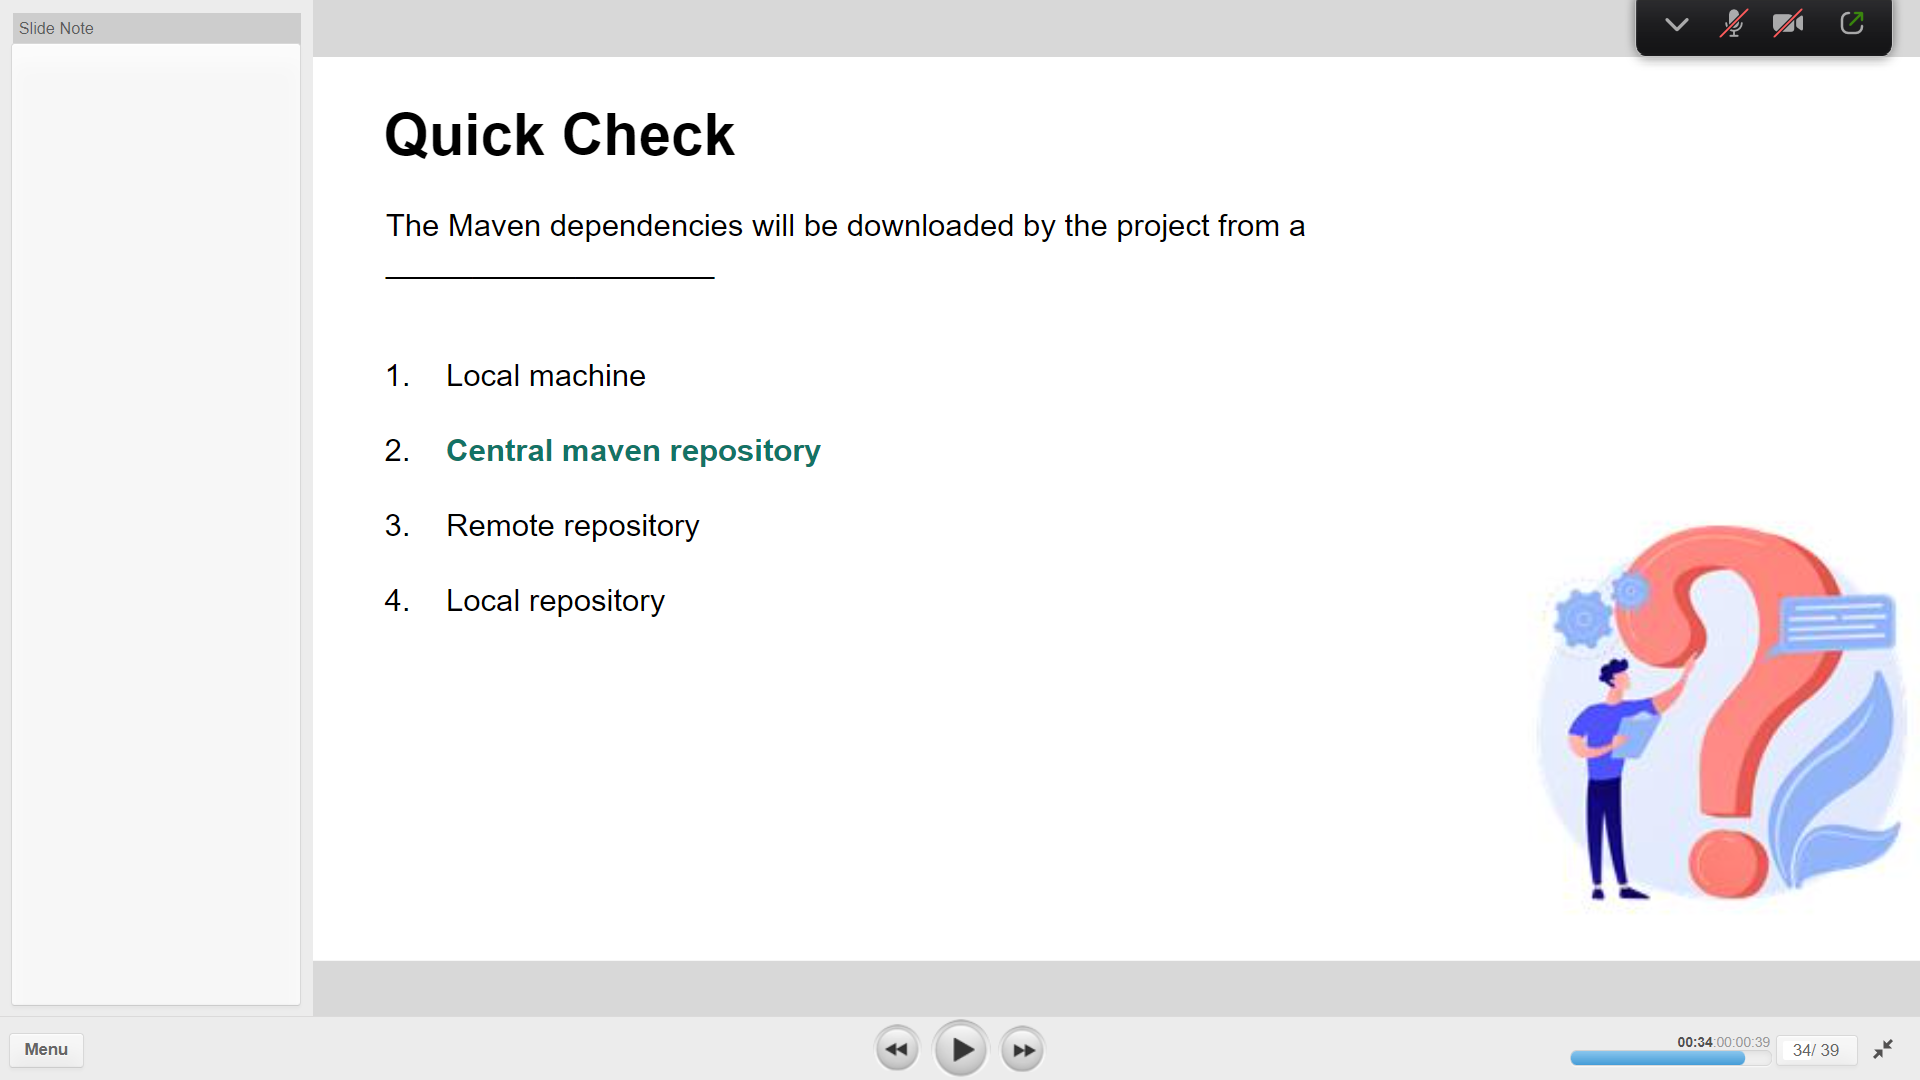 Slide Note
Quick Check
The Maven dependencies will be downloaded by the project from a
____________________
1. Local machine
2. Central maven repository
3. Remote repository
4. Local repository
Menu
00:34:00:00:39
34/ 39